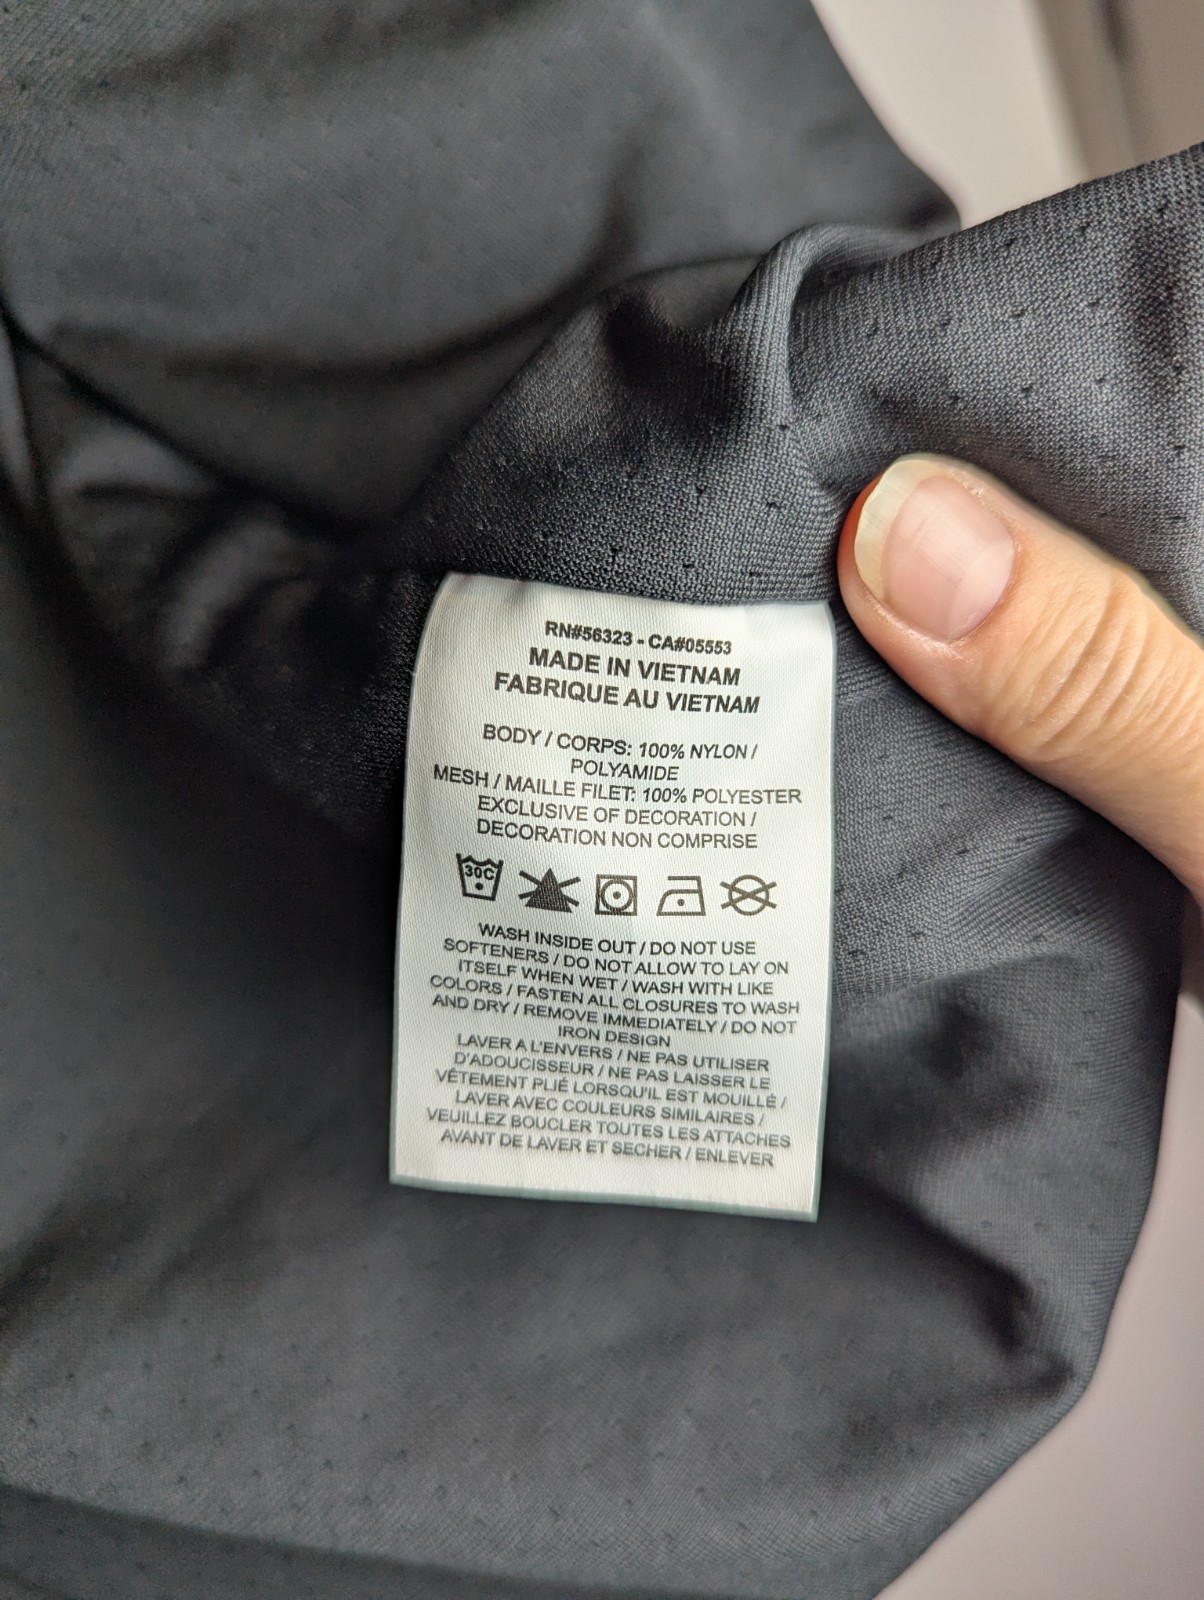 RN#56323 - CA#05553
MADE IN VIETNAM
FABRIQUE AU VIETNAM
BODY / CORPS: 100% NYLON /
POLYAMIDE
MESH / MAILLE FILET: 100% POLYESTER
EXCLUSIVE OF DECORATION /
DECORATION NON COMPRISE
30C
WASH INSIDE OUT / DO NOT USE
SOFTENERS / DO NOT ALLOW TO LAY ON
ITSELF WHEN WET / WASH WITH LIKE
COLORS / FASTEN ALL CLOSURES TO WASH
AND DRY / REMOVE IMMEDIATELY / DO NOT
IRON DESIGN
LAVER A L'ENVERS / NE PAS UTILISER
D'ADOUCISSEUR / NE PAS LAISSER LE
VÊTEMENT PLIÉ LORSQU'IL EST MOUILLÉ /
LAVER AVEC COULEURS SIMILAIRES /
VEUILLEZ BOUCLER TOUTES LES ATTACHES
AVANT DE LAVER ET SECHER / ENLEVER